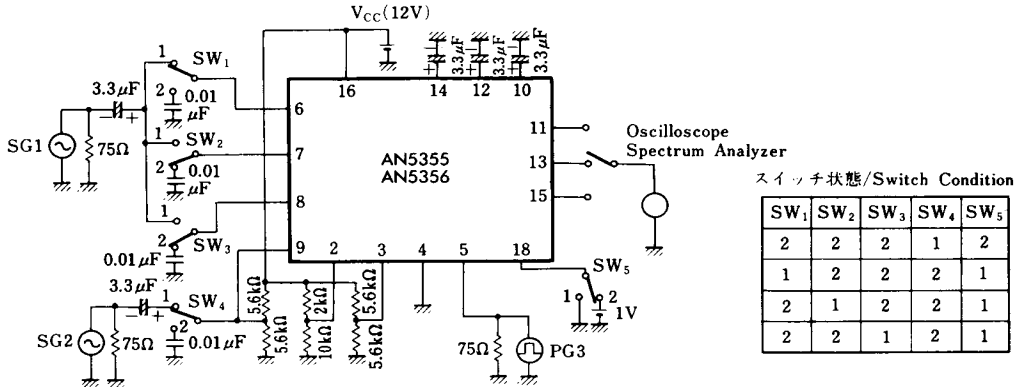 VCC(12V)
1
SW1
3.3μF
3.3μF
3.3μF
3.3μF
− +
2
0.01
μF
16
14
12
10
6
SG1
75Ω
1
SW2
2
0.01
μF
7
11
Oscilloscope
Spectrum Analyzer
AN5355
AN5356
13
1
8
15
2
SW3
0.01μF
9
2
3
4
5
18
SW5
3.3μF
− +
1
SW4
2
0.01μF
5.6kΩ
2kΩ
5.6kΩ
5.6kΩ
10kΩ
5.6kΩ
1
2
1V
SG2
75Ω
75Ω
PG3
スイッチ状態/Switch Condition
SW1 SW2 SW3 SW4 SW5
2 2 2 1 2
1 2 2 2 1
2 1 2 2 1
2 2 1 2 1